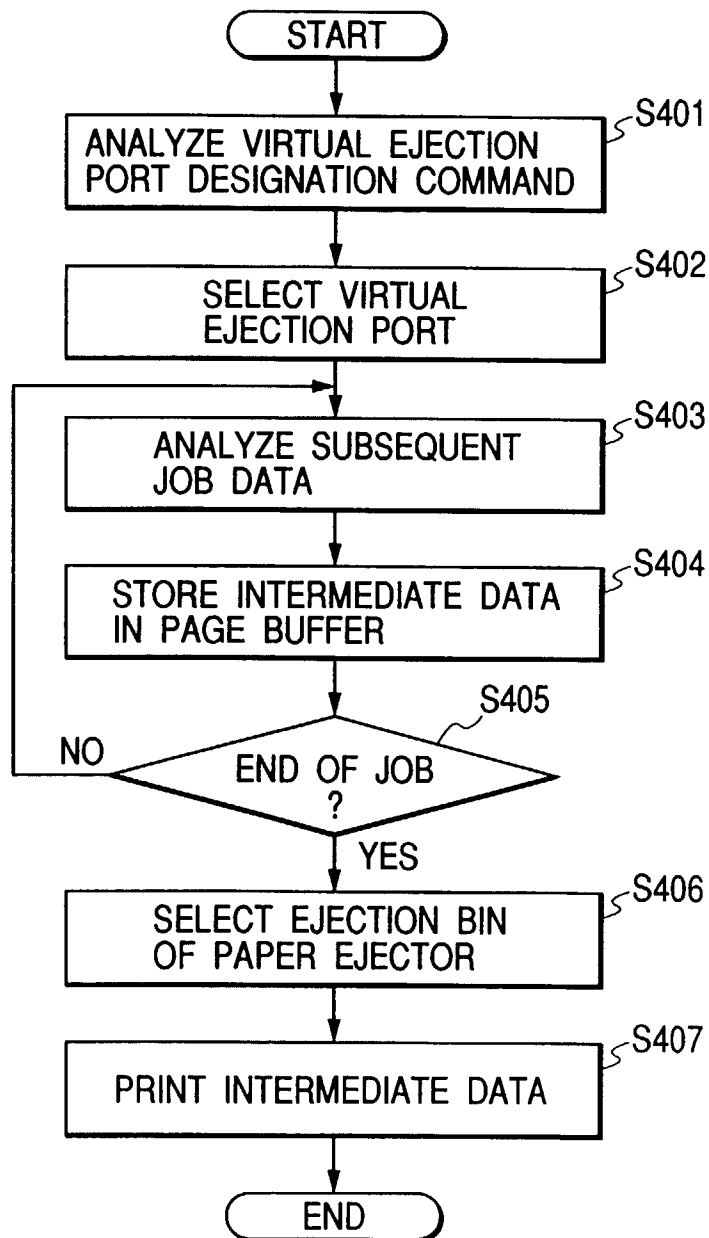 START
S401
ANALYZE VIRTUAL EJECTION
PORT DESIGNATION COMMAND
S402
SELECT VIRTUAL
EJECTION PORT
S403
ANALYZE SUBSEQUENT
JOB DATA
S404
STORE INTERMEDIATE DATA
IN PAGE BUFFER
S405
NO
END OF JOB
?
YES
S406
SELECT EJECTION BIN
OF PAPER EJECTOR
S407
PRINT INTERMEDIATE DATA
END